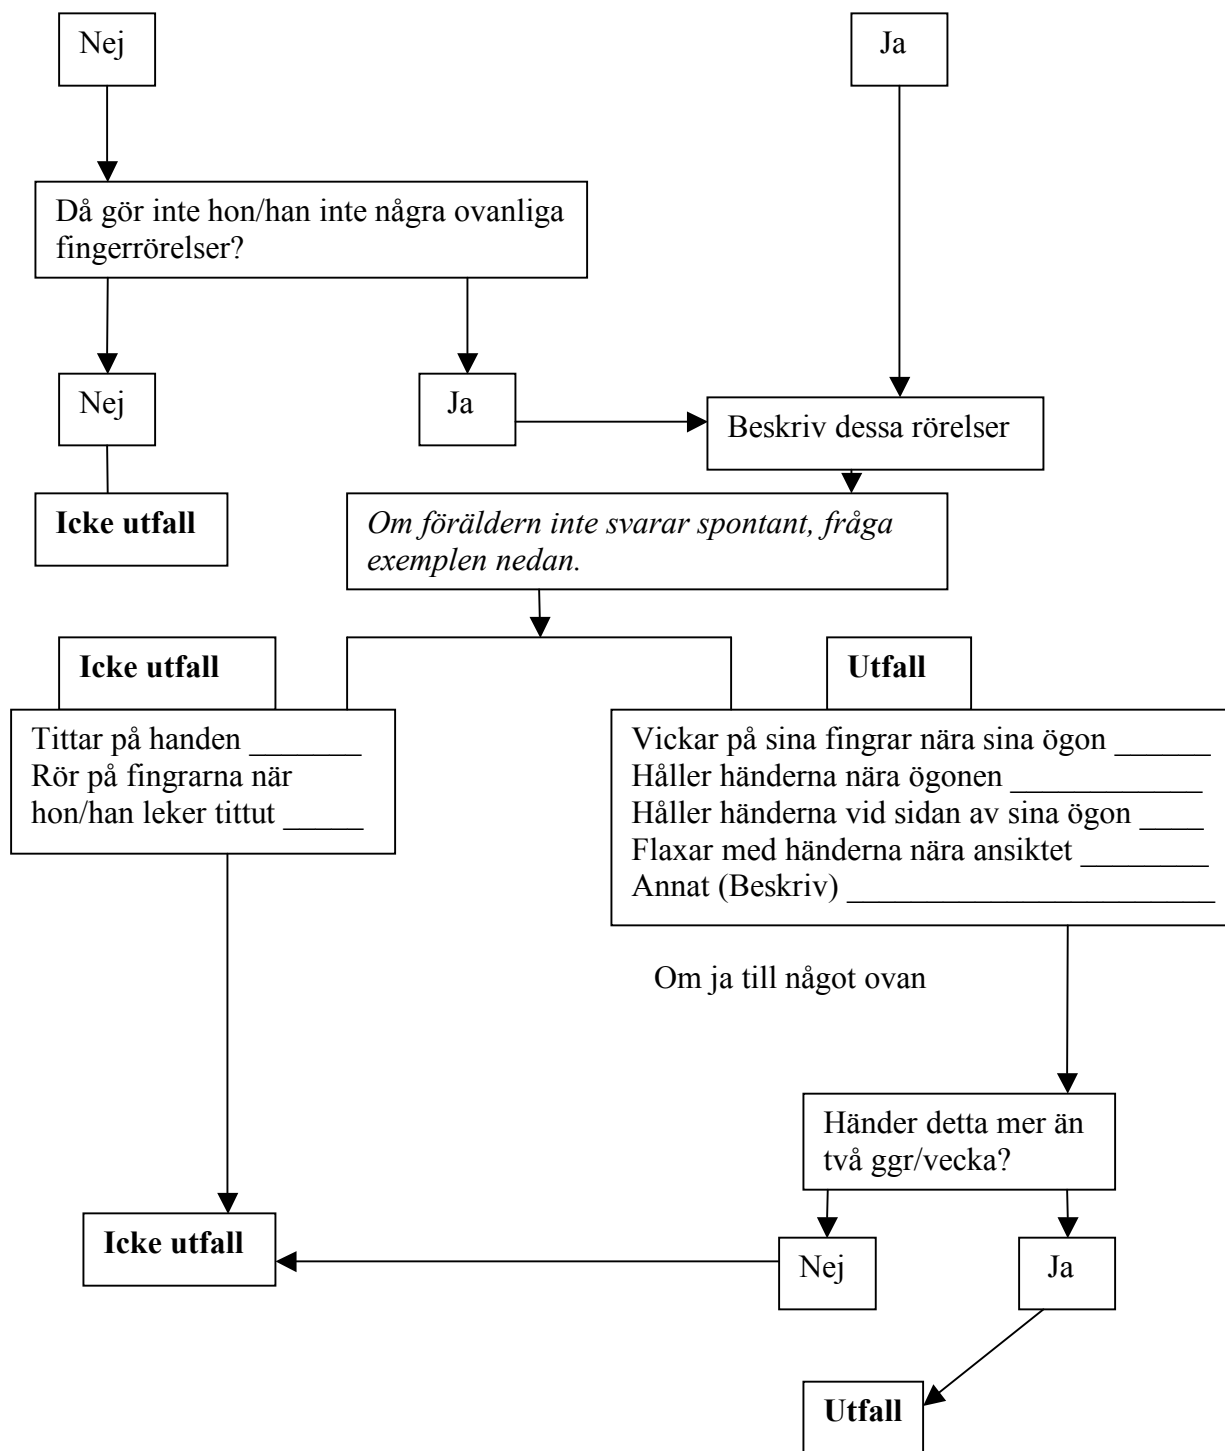 Nej
Ja
Då gör inte hon/han inte några ovanliga
fingerrörelser?
Nej
Ja
Beskriv dessa rörelser
Icke utfall
Om föräldern inte svarar spontant, fråga
exemplen nedan.
Icke utfall
Utfall
Tittar på handen _______
Rör på fingrarna när
hon/han leker tittut _____
Vickar på sina fingrar nära sina ögon ______
Håller händerna nära ögonen ____________
Håller händerna vid sidan av sina ögon ____
Flaxar med händerna nära ansiktet ________
Annat (Beskriv) _______________________
Om ja till något ovan
Händer detta mer än
två ggr/vecka?
Icke utfall
Nej
Ja
Utfall